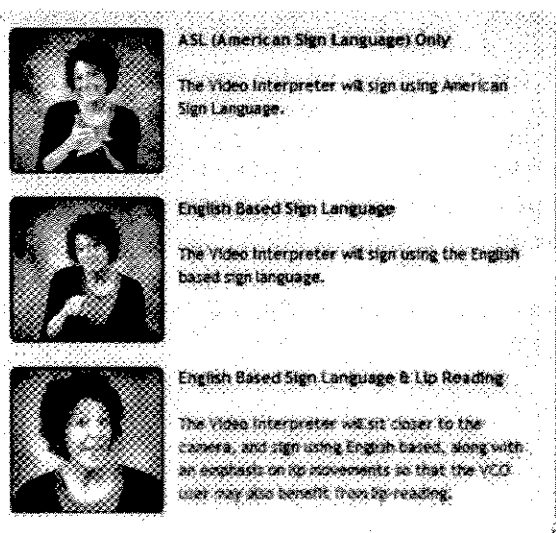 ASL (American Sign Language) Only
The Video Interpreter will sign using American
Sign Language.
English Based Sign Language
The Video Interpreter will sign using the English
based sign language.
English Based Sign Language & Lip Reading
The Video Interpreter will sit closer to the
camera, and sign using English based, along with
an emphasis on lip movements so that the VCO
user may also benefit from lip-reading.